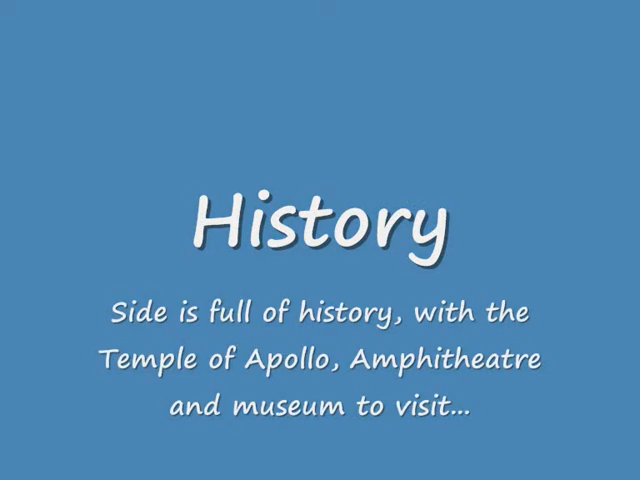 History
Side is full of history, with the
Temple of Apollo, Amphitheatre
and museum to visit...